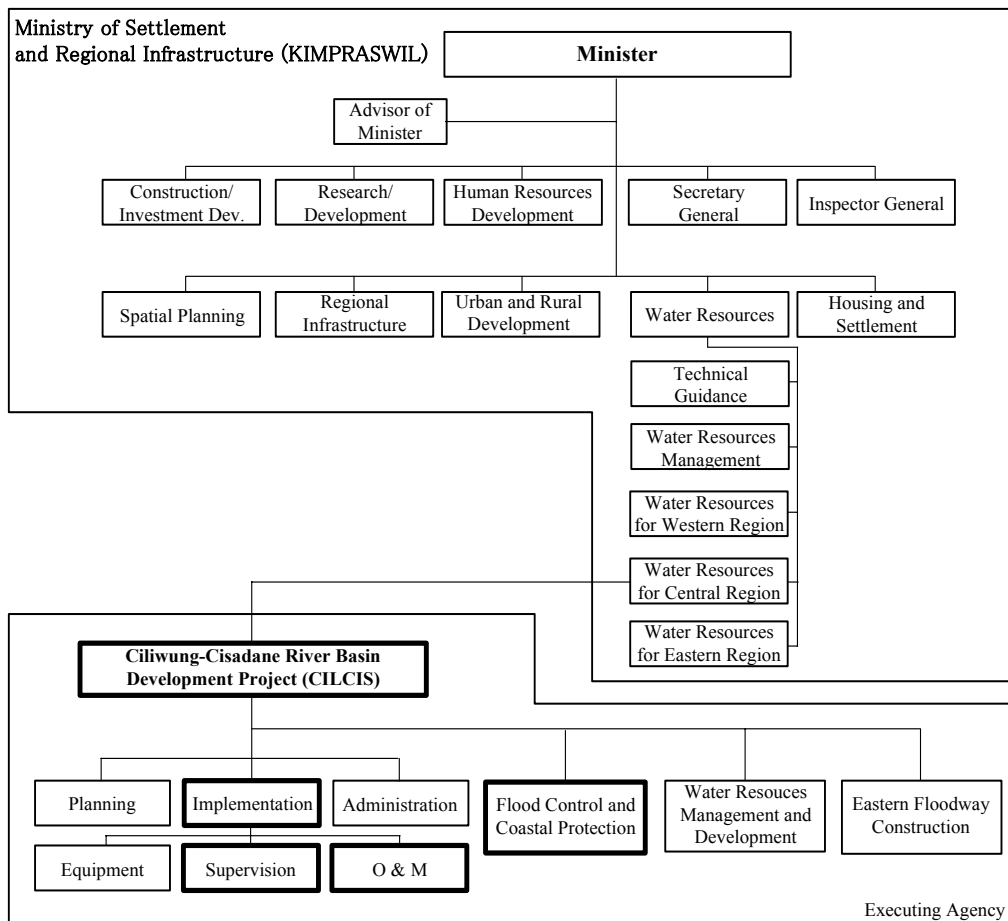 Ministry of Settlement
and Regional Infrastructure (KIMPRASWIL)
Minister
Advisor of
Minister
Construction/
Investment Dev.
Research/
Development
Human Resources
Development
Secretary
General
Inspector General
Spatial Planning
Regional
Infrastructure
Urban and Rural
Development
Water Resources
Housing and
Settlement
Technical
Guidance
Water Resources
Management
Water Resources
for Western Region
Water Resources
for Central Region
Water Resources
for Eastern Region
Ciliwung-Cisadane River Basin
Development Project (CILCIS)
Planning
Implementation
Administration
Flood Control and
Coastal Protection
Water Resouces
Management and
Development
Eastern Floodway
Construction
Equipment
Supervision
O & M
Executing Agency